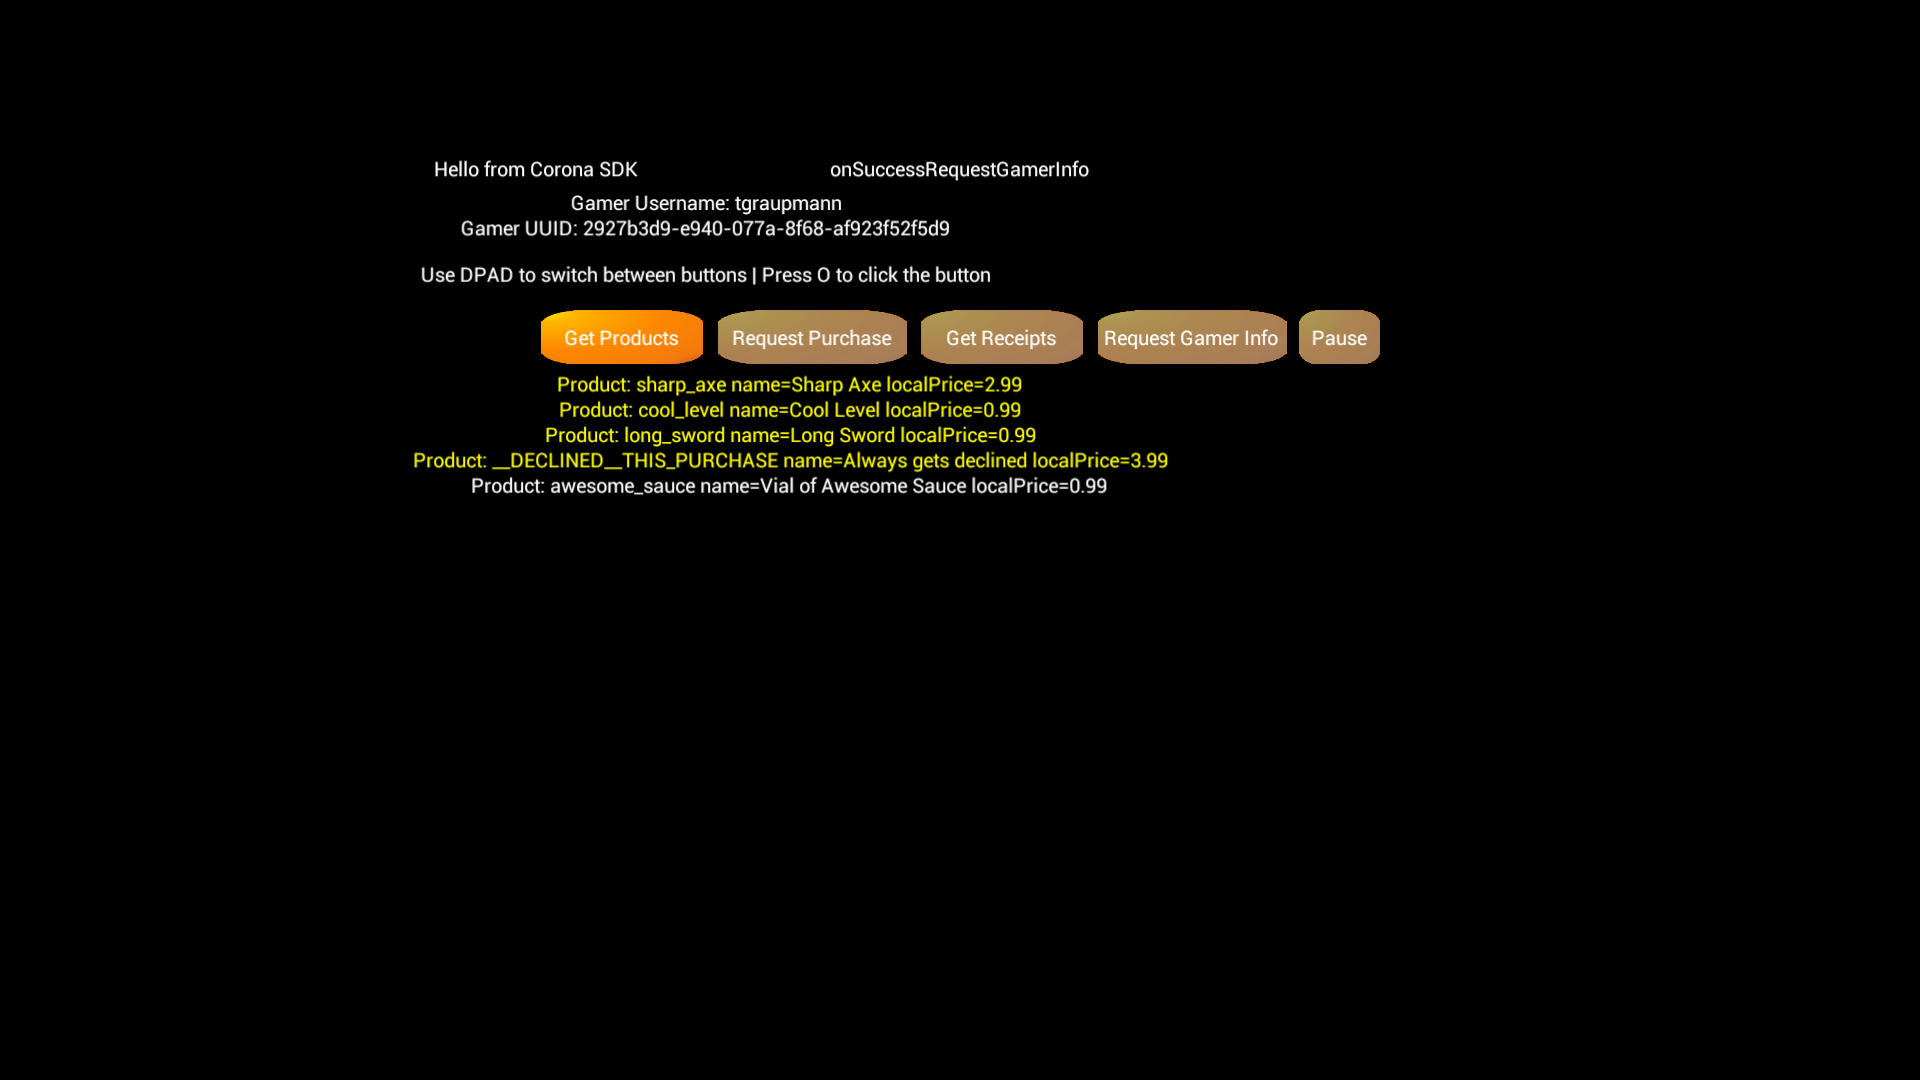 Hello from Corona SDK
onSuccessRequestGamerInfo
Gamer Username: tgraupmann
Gamer UUID: 2927b3d9-e940-077a-8f68-af923f52f5d9
Use DPAD to switch between buttons | Press O to click the button
Get Products
Request Purchase
Get Receipts
Request Gamer Info
Pause
Product: sharp_axe name=Sharp Axe localPrice=2.99
Product: cool_level name=Cool Level localPrice=0.99
Product: long_sword name=Long Sword localPrice=0.99
Product: __DECLINED__THIS_PURCHASE name=Always gets declined localPrice=3.99
Product: awesome_sauce name=Vial of Awesome Sauce localPrice=0.99